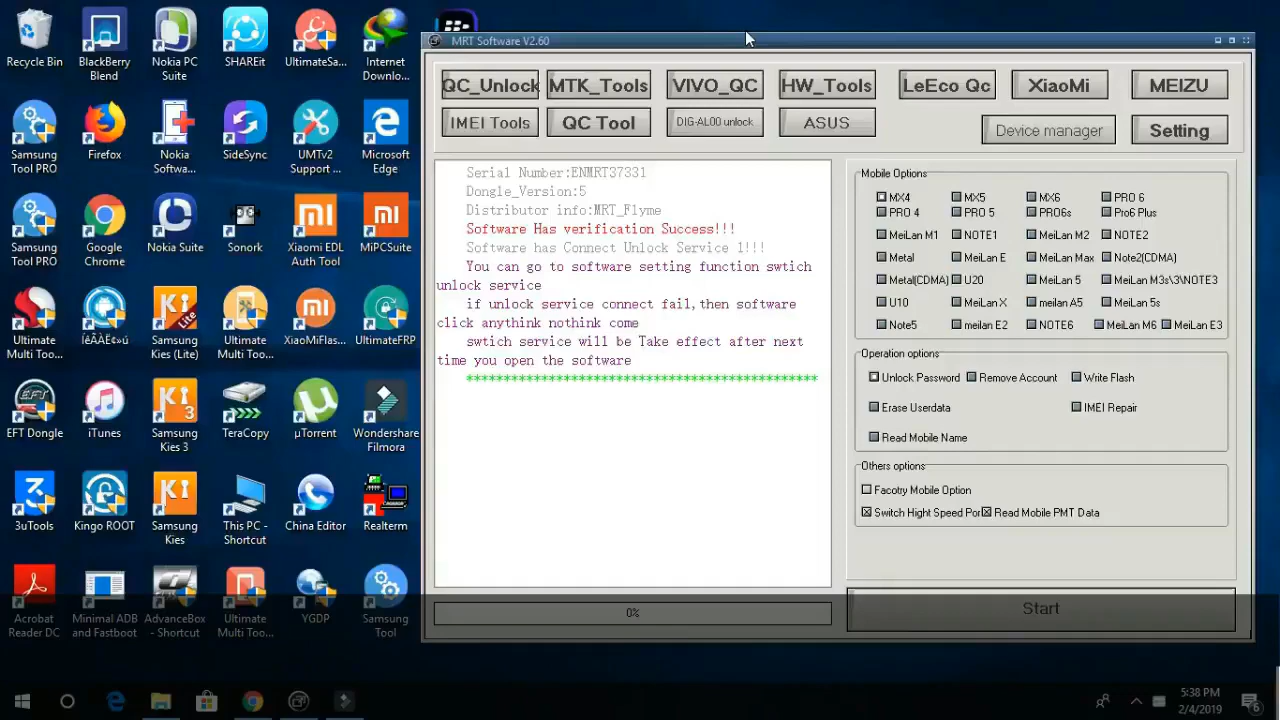 Recycle Bin
BlackBerry
Blend
Nokia PC
Suite
SHAREit
UltimateSa...
Internet
Downlo...
Samsung
Tool PRO
Firefox
Nokia
Softwa...
SideSync
UMTv2
Support ...
Microsoft
Edge
Samsung
Tool PRO
Google
Chrome
Nokia Suite
Sonork
Xiaomi EDL
Auth Tool
MiPCSuite
Ultimate
Multi Too...
ÍêÃÀË¢»ú
Samsung
Kies (Lite)
Ultimate
Multi Too...
XiaoMiFlas...
UltimateFRP
EFT Dongle
iTunes
Samsung
Kies 3
TeraCopy
µTorrent
Wondershare
Filmora
3uTools
Kingo ROOT
Samsung
Kies
This PC -
Shortcut
China Editor
Realterm
Acrobat
Reader DC
Minimal ADB
and Fastboot
AdvanceBox
- Shortcut
Ultimate
Multi Too...
YGDP
Samsung
Tool
MRT Software V2.60
QC_Unlock MTK_Tools VIVO_QC HW_Tools LeEco Qc XiaoMi MEIZU
IMEI Tools QC Tool DIG-AL00 unlock ASUS Device manager Setting
Serial Number:ENMRT37331
Dongle_Version:5
Distributor info:MRT_Flyme
Software Has verification Success!!!
Software has Connect Unlock Service 1!!!
You can go to software setting function swtich
unlock service
if unlock service connect fail,then software
click anythink nothink come
swtich service will be Take effect after next
time you open the software
***********************************************
0%
Mobile Options
MX4 MX5 MX6 PRO 6
PRO 4 PRO 5 PRO6s Pro6 Plus
MeiLan M1 NOTE1 MeiLan M2 NOTE2
Metal MeiLan E MeiLan Max Note2(CDMA)
Metal(CDMA) U20 MeiLan 5 MeiLan M3s\3\NOTE3
U10 MeiLan X meilan A5 MeiLan 5s
Note5 meilan E2 NOTE6 MeiLan M6 MeiLan E3
Operation options
Unlock Password Remove Account Write Flash
Erase Userdata IMEI Repair
Read Mobile Name
Others options
Facotry Mobile Option
Switch Hight Speed Por Read Mobile PMT Data
Start
5:38 PM
2/4/2019
6